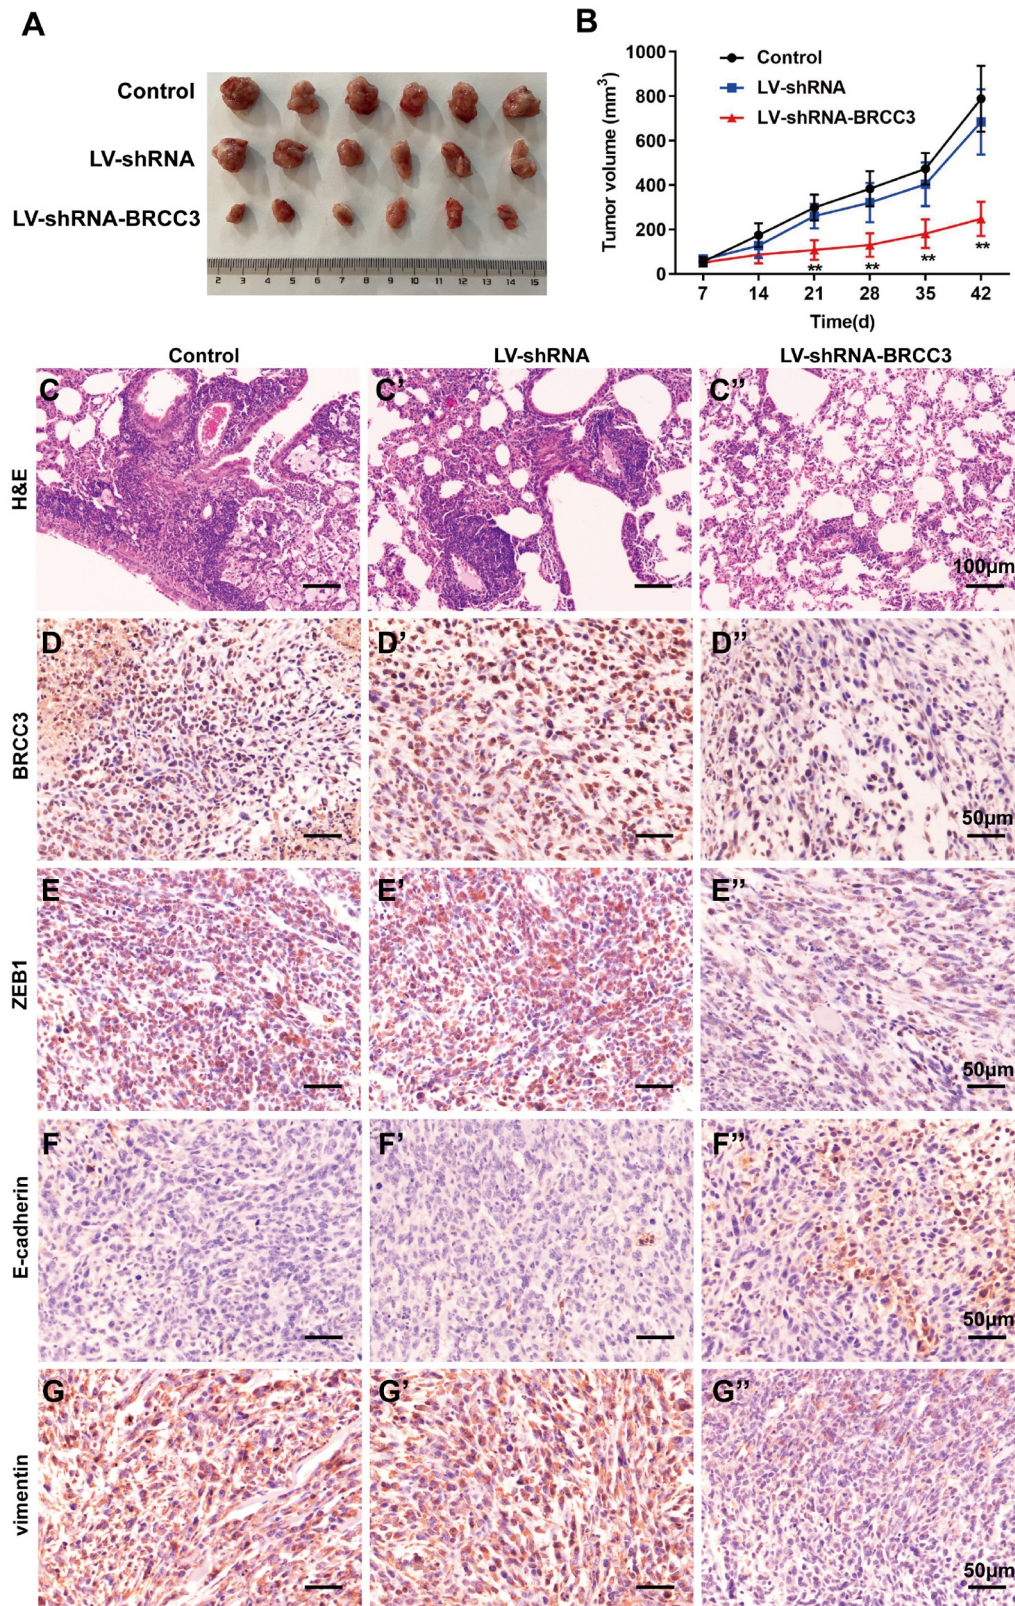 A
Control
LV-shRNA
LV-shRNA-BRCC3
2 3 4 5 6 7 8 9 10 11 12 13 14 15
B
Tumor volume (mm³)
1000
800
600
400
200
0
Control
LV-shRNA
LV-shRNA-BRCC3
** ** ** **
7 14 21 28 35 42
Time(d)
Control LV-shRNA LV-shRNA-BRCC3
H&E
C C' C''
100μm
BRCC3
D D' D''
50μm
ZEB1
E E' E''
50μm
E-cadherin
F F' F''
50μm
vimentin
G G' G''
50μm